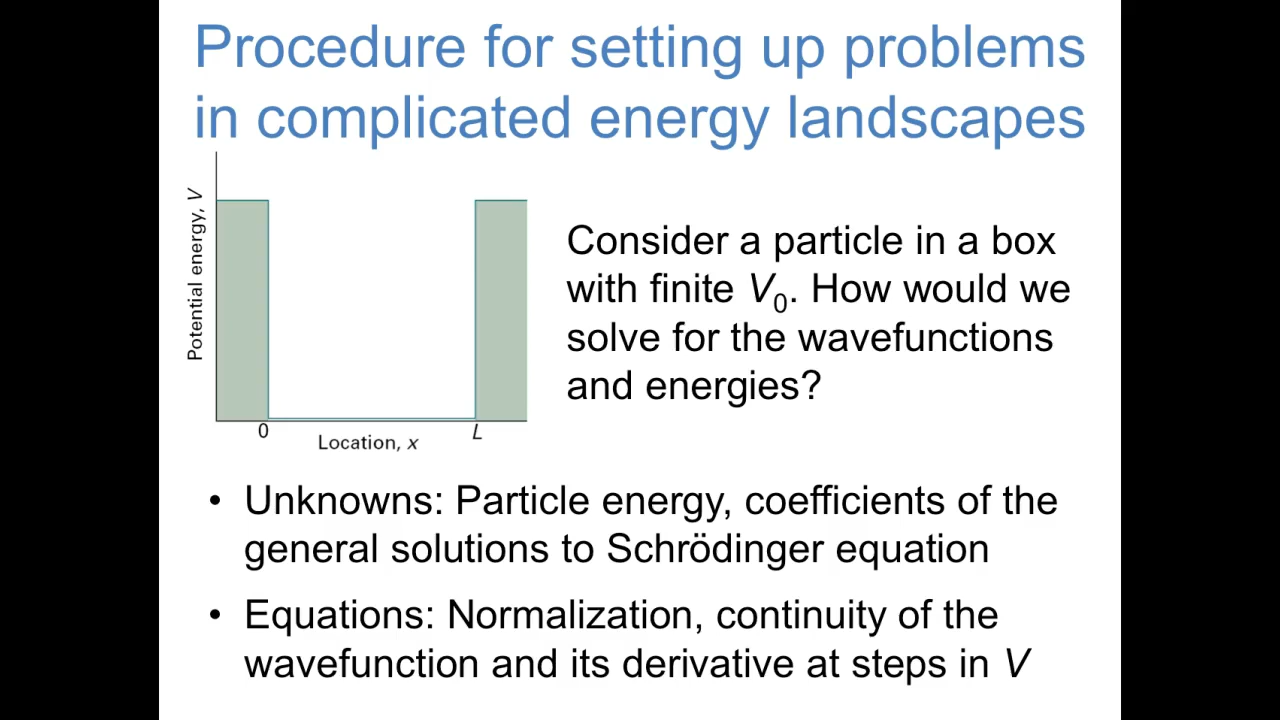 Procedure for setting up problems
in complicated energy landscapes
Potential energy, V
0
L
Location, x
Consider a particle in a box
with finite V₀. How would we
solve for the wavefunctions
and energies?
• Unknowns: Particle energy, coefficients of the
general solutions to Schrödinger equation
• Equations: Normalization, continuity of the
wavefunction and its derivative at steps in V